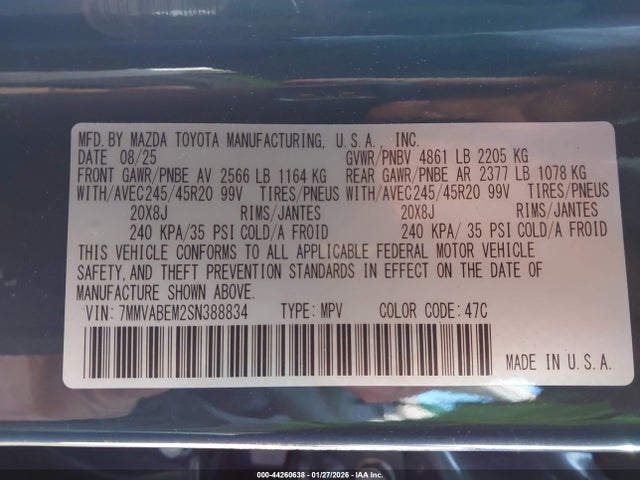 MFD. BY MAZDA TOYOTA MANUFACTURING, U.S.A., INC.
DATE 08/25 GVWR/PNBV 4861 LB 2205 KG
FRONT GAWR/PNBE AV 2566 LB 1164 KG REAR GAWR/PNBE AR 2377 LB 1078 KG
WITH/AVEC245/45R20 99V TIRES/PNEUS WITH/AVEC245/45R20 99V TIRES/PNEUS
20X8J RIMS/JANTES 20X8J RIMS/JANTES
240 KPA/35 PSI COLD/A FROID 240 KPA/35 PSI COLD/A FROID
THIS VEHICLE CONFORMS TO ALL APPLICABLE FEDERAL MOTOR VEHICLE
SAFETY, AND THEFT PREVENTION STANDARDS IN EFFECT ON THE DATE OF
MANUFACTURE SHOWN ABOVE.
VIN: 7MMVABEM2SN388834 TYPE: MPV COLOR CODE: 47C
MADE IN U.S.A.
000-44260638 - 01/27/2026 - IAA Inc.